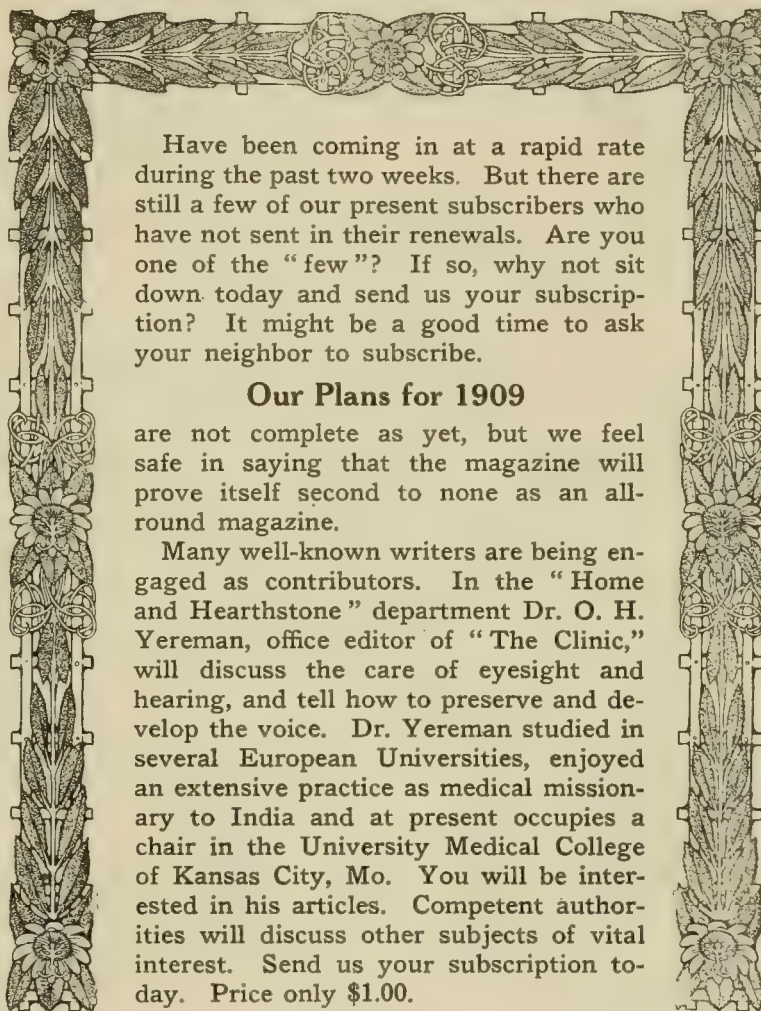 Have been coming in at a rapid rate
during the past two weeks. But there are
still a few of our present subscribers who
have not sent in their renewals. Are you
one of the “few”? If so, why not sit
down today and send us your subscrip-
tion? It might be a good time to ask
your neighbor to subscribe.
Our Plans for 1909
are not complete as yet, but we feel
safe in saying that the magazine will
prove itself second to none as an all-
round magazine.
Many well-known writers are being en-
gaged as contributors. In the “Home
and Hearthstone” department Dr. O. H.
Yereman, office editor of “The Clinic,”
will discuss the care of eyesight and
hearing, and tell how to preserve and de-
velop the voice. Dr. Yereman studied in
several European Universities, enjoyed
an extensive practice as medical mission-
ary to India and at present occupies a
chair in the University Medical College
of Kansas City, Mo. You will be inter-
ested in his articles. Competent author-
ities will discuss other subjects of vital
interest. Send us your subscription to-
day. Price only $1.00.